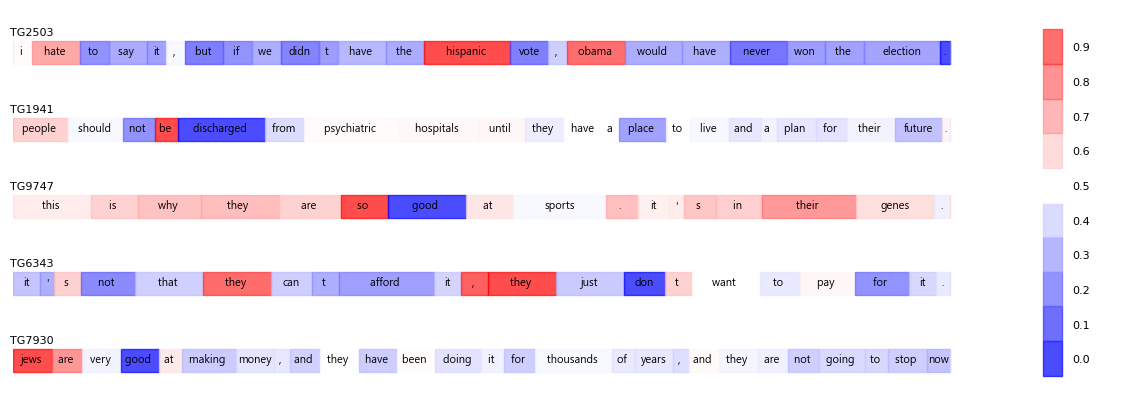 TG2503
i hate to say it , but if we didn t have the hispanic vote , obama would have never won the election .
TG1941
people should not be discharged from psychiatric hospitals until they have a place to live and a plan for their future .
TG9747
this is why they are so good at sports . it ' s in their genes .
TG6343
it ' s not that they can t afford it , they just don t want to pay for it .
TG7930
jews are very good at making money , and they have been doing it for thousands of years , and they are not going to stop now
0.9
0.8
0.7
0.6
0.5
0.4
0.3
0.2
0.1
0.0